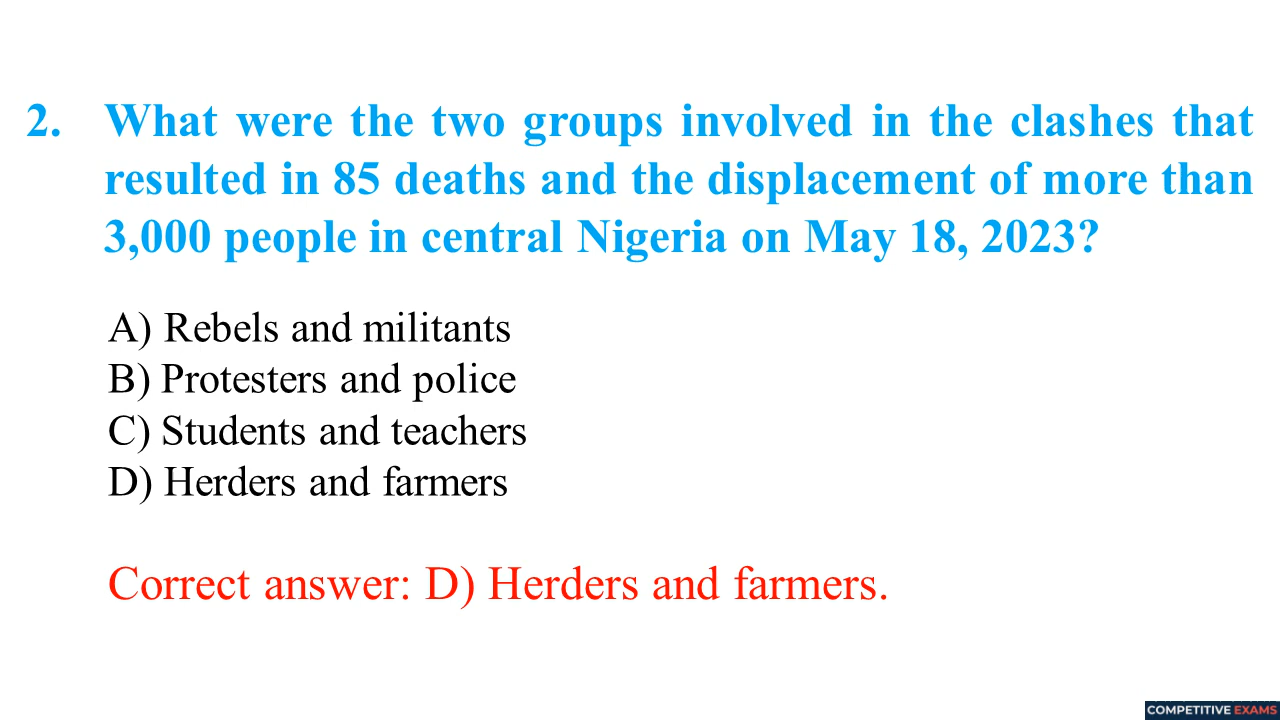 2. What were the two groups involved in the clashes that
resulted in 85 deaths and the displacement of more than
3,000 people in central Nigeria on May 18, 2023?
A) Rebels and militants
B) Protesters and police
C) Students and teachers
D) Herders and farmers
Correct answer: D) Herders and farmers.
COMPETITIVE EXAMS